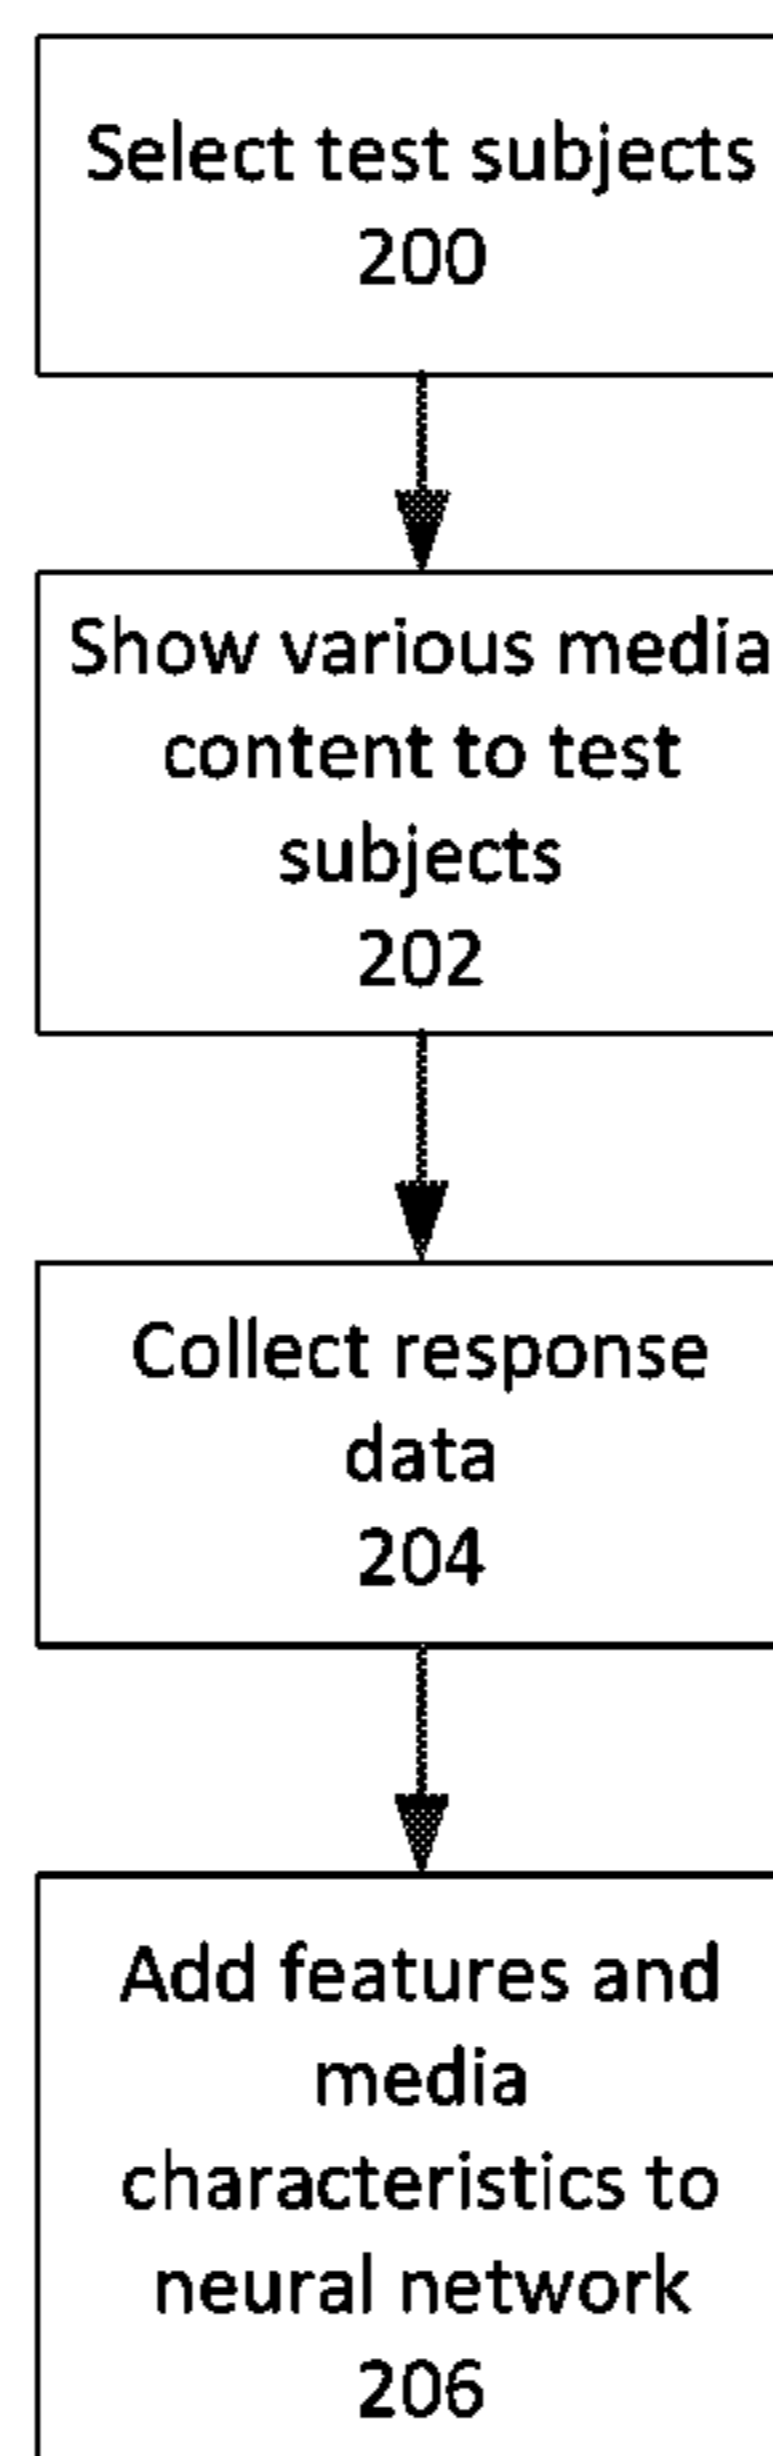 Select test subjects
200
Show various media
content to test
subjects
202
Collect response
data
204
Add features and
media
characteristics to
neural network
206